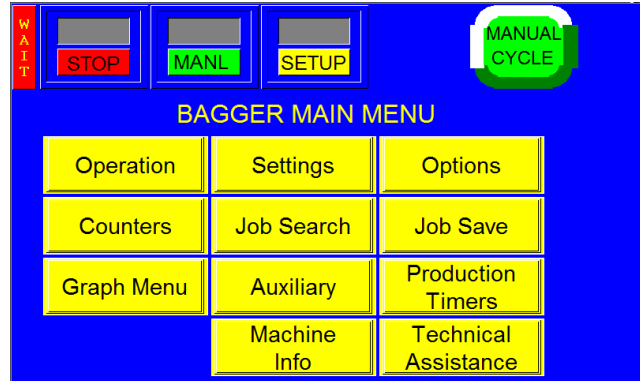 WAIT
STOP
MANL
SETUP
MANUAL
CYCLE
BAGGER MAIN MENU
Operation
Settings
Options
Counters
Job Search
Job Save
Graph Menu
Auxiliary
Production
Timers
Machine
Info
Technical
Assistance